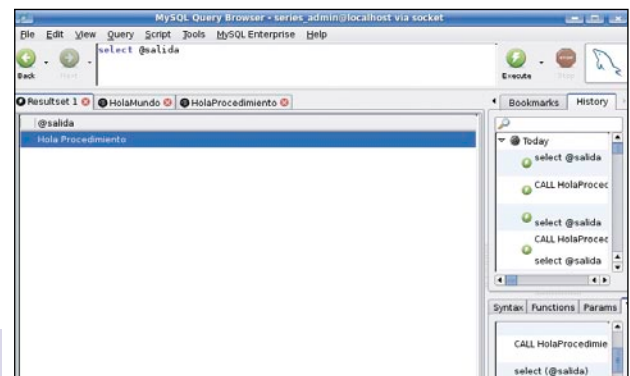 MySQL Query Browser - series_admin@localhost via socket
File Edit View Query Script Tools MySQL Enterprise Help
select @salida
Back Next
Execute Stop
Resultset 1 HolaMundo HolaProcedimiento
Bookmarks History
@salida
Hola Procedimiento
Today
select @salida
CALL HolaProcec
select @salida
CALL HolaProcec
select @salida
Syntax Functions Params
CALL HolaProcedimie
select (@salida)